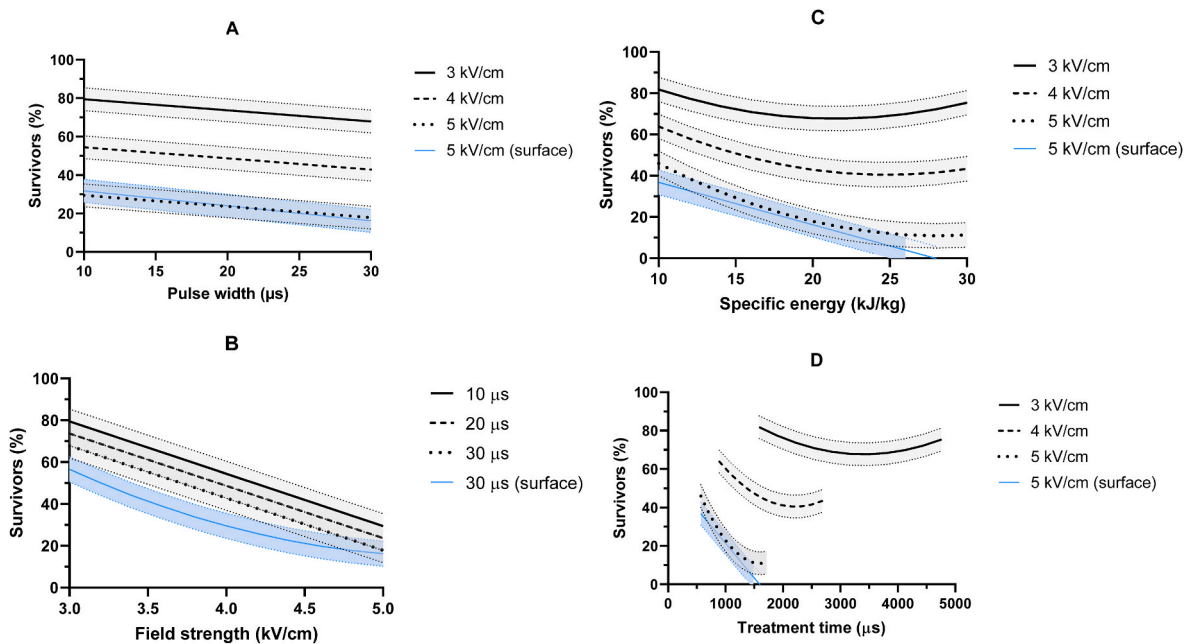 A
Survivors (%)
100
80
60
40
20
0
10
15
20
25
30
Pulse width (µs)
3 kV/cm
4 kV/cm
5 kV/cm
5 kV/cm (surface)
C
Survivors (%)
100
80
60
40
20
0
10
15
20
25
30
Specific energy (kJ/kg)
3 kV/cm
4 kV/cm
5 kV/cm
5 kV/cm (surface)
B
Survivors (%)
100
80
60
40
20
0
3.0
3.5
4.0
4.5
5.0
Field strength (kV/cm)
10 µs
20 µs
30 µs
30 µs (surface)
D
Survivors (%)
100
80
60
40
20
0
0
1000
2000
3000
4000
5000
Treatment time (µs)
3 kV/cm
4 kV/cm
5 kV/cm
5 kV/cm (surface)